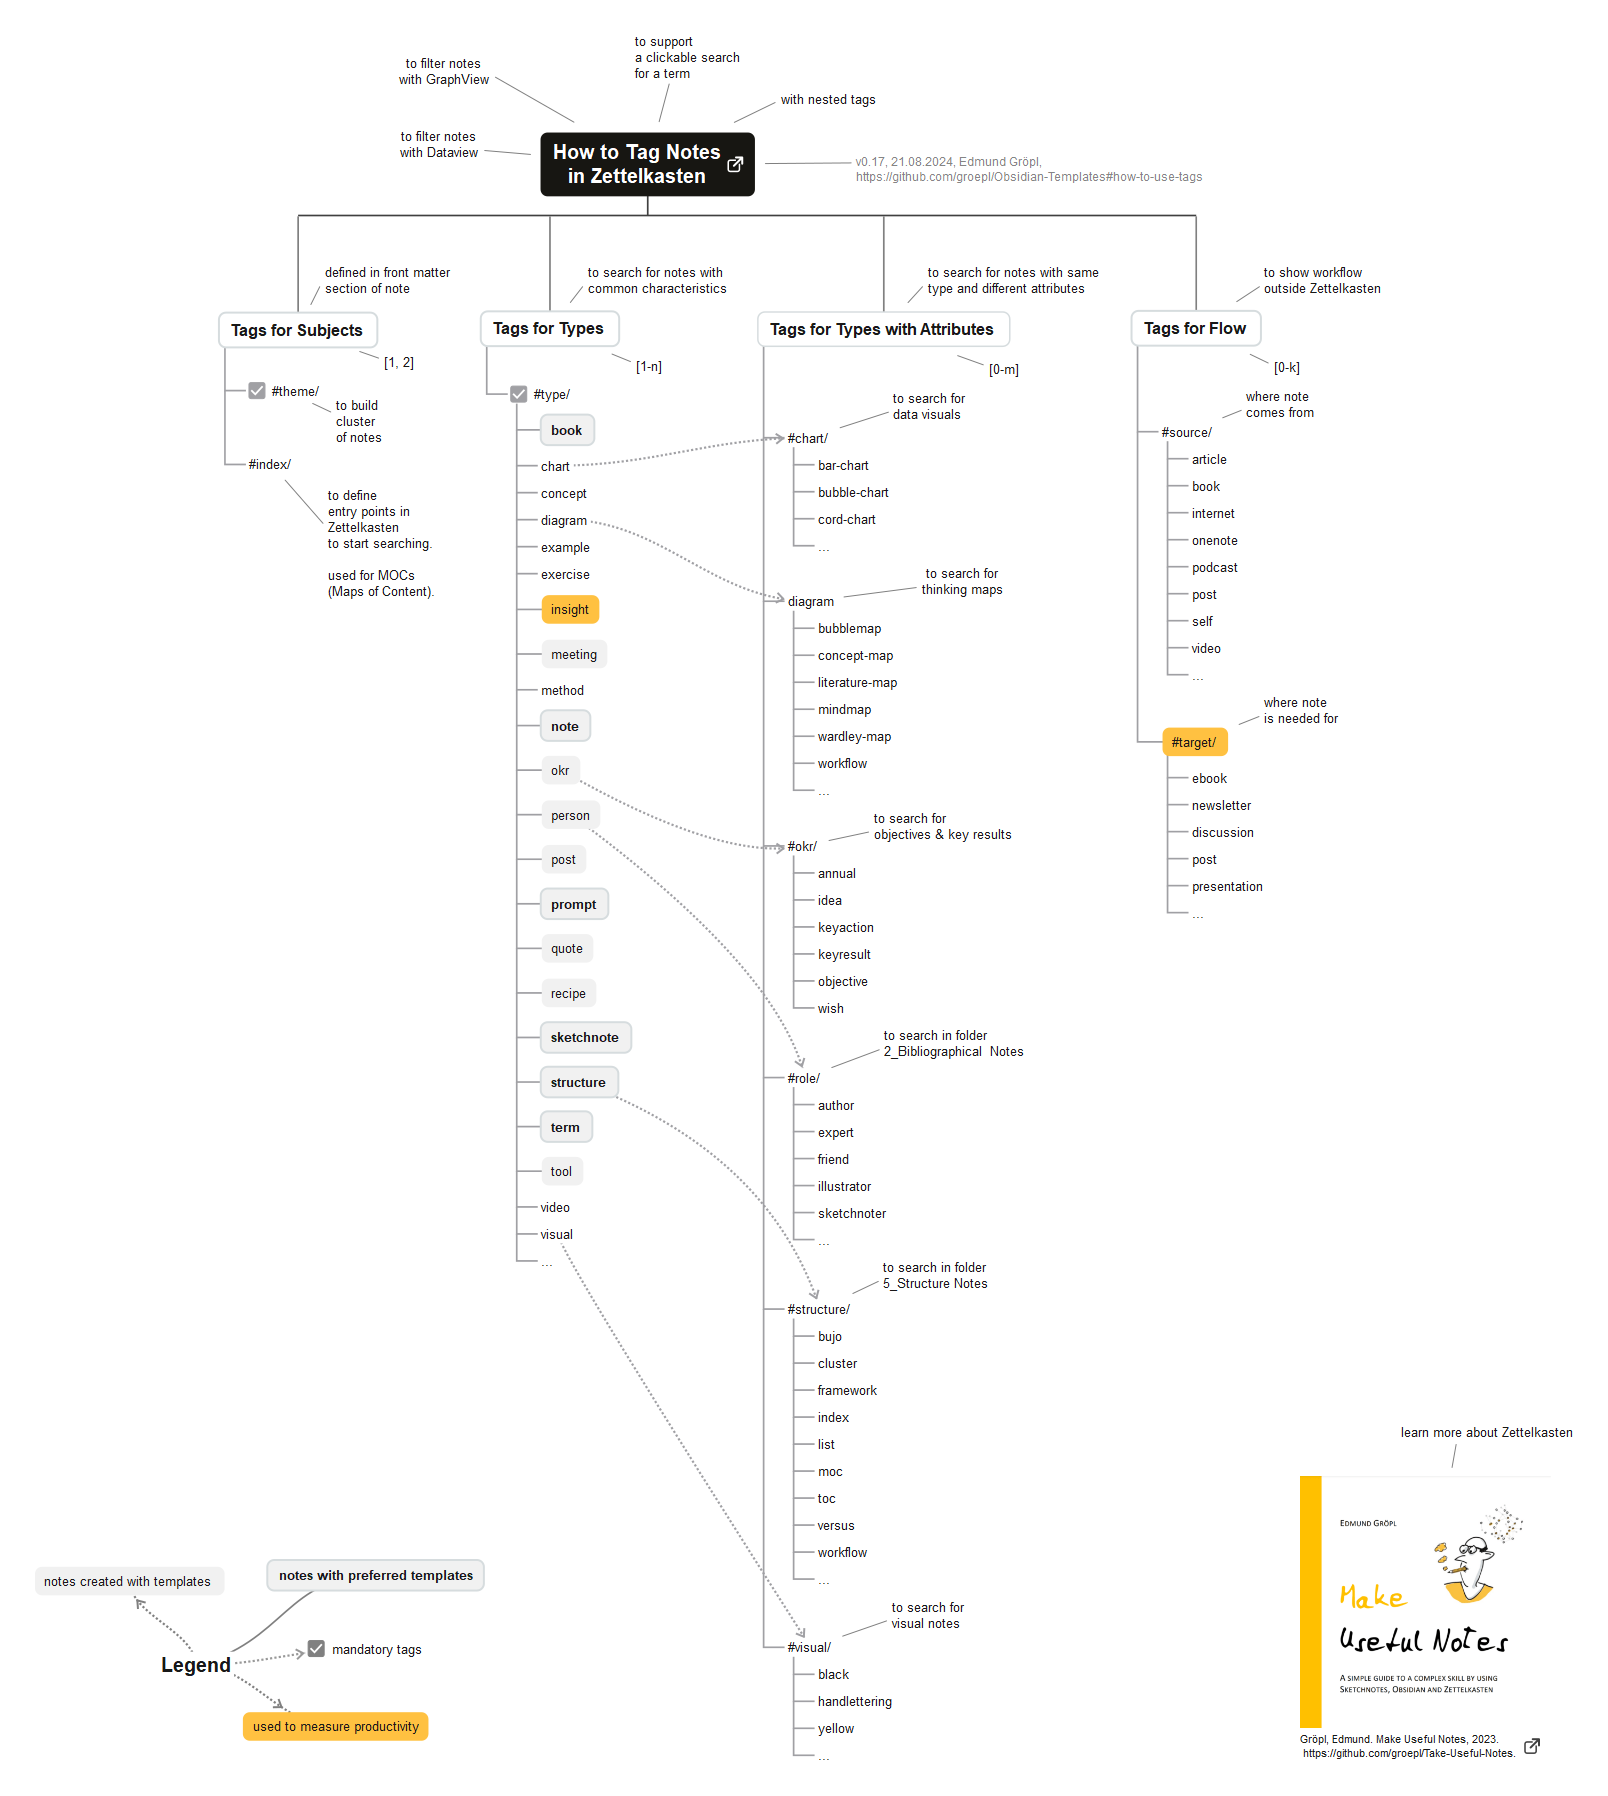 to support
a clickable search
for a term
to filter notes
with GraphView
with nested tags
to filter notes
with Dataview
How to Tag Notes
in Zettelkasten
v0.17, 21.08.2024, Edmund Gröpl,
https://github.com/groepl/Obsidian-Templates#how-to-use-tags
defined in front matter
section of note
Tags for Subjects
[1, 2]
#theme/
to build
cluster
of notes
#index/
to define
entry points in
Zettelkasten
to start searching.
used for MOCs
(Maps of Content).
to search for notes with
common characteristics
Tags for Types
[1-n]
#type/
book
chart
concept
diagram
example
exercise
insight
meeting
method
note
okr
person
post
prompt
quote
recipe
sketchnote
structure
term
tool
video
visual
...
to search for notes with same
type and different attributes
Tags for Types with Attributes
[0-m]
to search for
data visuals
#chart/
bar-chart
bubble-chart
cord-chart
...
to search for
thinking maps
diagram
bubblemap
concept-map
literature-map
mindmap
wardley-map
workflow
...
to search for
objectives & key results
#okr/
annual
idea
keyaction
keyresult
objective
wish
to search in folder
2_Bibliographical Notes
#role/
author
expert
friend
illustrator
sketchnoter
...
to search in folder
5_Structure Notes
#structure/
bujo
cluster
framework
index
list
moc
toc
versus
workflow
...
to search for
visual notes
#visual/
black
handlettering
yellow
...
to show workflow
outside Zettelkasten
Tags for Flow
[0-k]
where note
comes from
#source/
article
book
internet
onenote
podcast
post
self
video
...
where note
is needed for
#target/
ebook
newsletter
discussion
post
presentation
...
notes created with templates
notes with preferred templates
Legend
mandatory tags
used to measure productivity
learn more about Zettelkasten
EDMUND GRÖPL
Make
Useful Notes
A SIMPLE GUIDE TO A COMPLEX SKILL BY USING
SKETCHNOTES, OBSIDIAN AND ZETTELKASTEN
Gröpl, Edmund. Make Useful Notes, 2023.
https://github.com/groepl/Take-Useful-Notes.